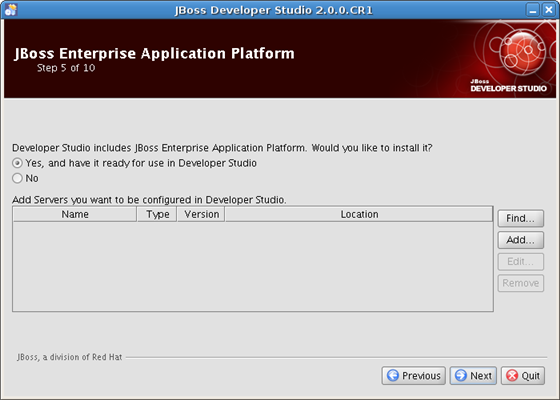 JBoss Developer Studio 2.0.0.CR1
JBoss Enterprise Application Platform
Step 5 of 10
JBoss
DEVELOPER STUDIO
Developer Studio includes JBoss Enterprise Application Platform. Would you like to install it?
Yes, and have it ready for use in Developer Studio
No
Add Servers you want to be configured in Developer Studio.
Name Type Version Location
Find...
Add...
Edit...
Remove
JBoss, a division of Red Hat
Previous Next Quit